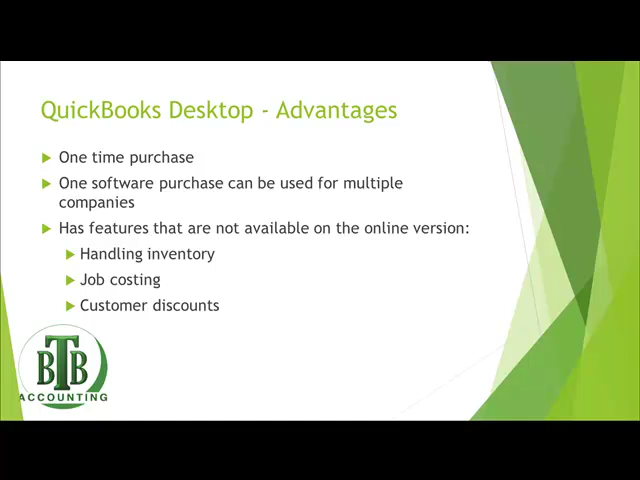 QuickBooks Desktop - Advantages
One time purchase
One software purchase can be used for multiple
companies
Has features that are not available on the online version:
Handling inventory
Job costing
Customer discounts
BTB
ACCOUNTING